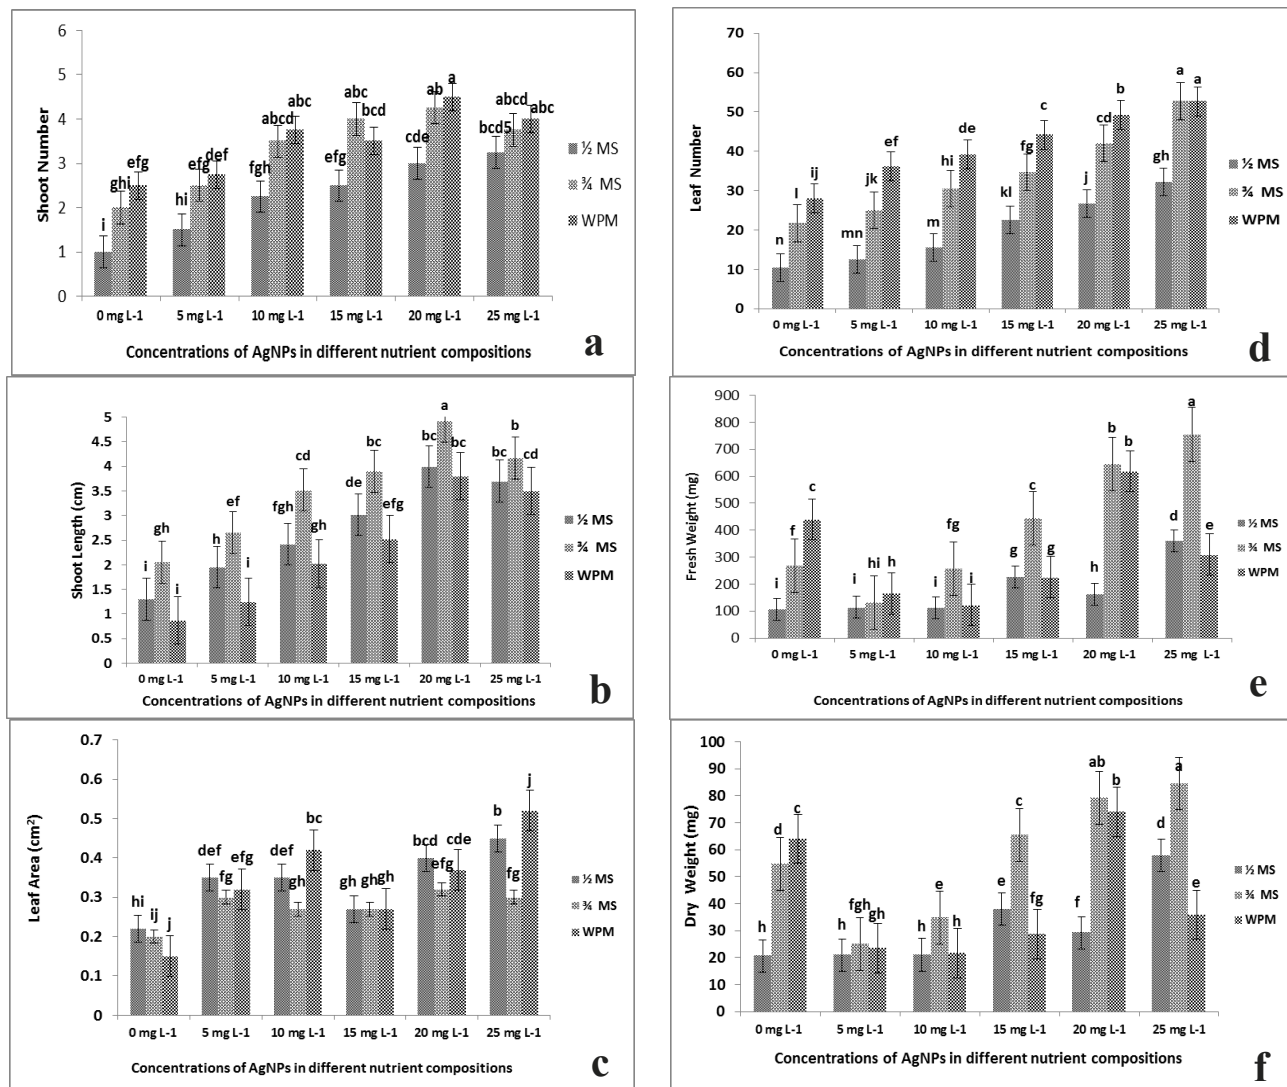 6
5
4
3
2
1
0
Shoot Number
i ghi efg
hi efg def
fgh abcd abc
efg abc bcd
cde ab a
bcd5 abcd abc
½ MS
¾ MS
WPM
0 mg L-1 5 mg L-1 10 mg L-1 15 mg L-1 20 mg L-1 25 mg L-1
Concentrations of AgNPs in different nutrient compositions
a
5
4.5
4
3.5
3
2.5
2
1.5
1
0.5
0
Shoot Length (cm)
i gh i
h ef i
fgh cd gh
de bc efg
bc a bc
bc b cd
½ MS
¾ MS
WPM
0 mg L-1 5 mg L-1 10 mg L-1 15 mg L-1 20 mg L-1 25 mg L-1
Concentrations of AgNPs in different nutrient compositions
b
0.7
0.6
0.5
0.4
0.3
0.2
0.1
0
Leaf Area (cm²)
hi ij j
def fg efg
def gh bc
gh gh gh
bcd efg cde
b fg j
½ MS
¾ MS
WPM
0 mg L-1 5 mg L-1 10 mg L-1 15 mg L-1 20 mg L-1 25 mg L-1
Concentrations of AgNPs in different nutrient compositions
c
70
60
50
40
30
20
10
0
Leaf Number
n l ij
mn jk ef
m hi de
kl fg c
j cd b
gh a a
½ MS
¾ MS
WPM
0 mg L-1 5 mg L-1 10 mg L-1 15 mg L-1 20 mg L-1 25 mg L-1
Concentrations of AgNPs in different nutrient compositions
d
900
800
700
600
500
400
300
200
100
0
Fresh Weight (mg)
i f c
i hi h
i fg i
g c g
h b b
d a e
½ MS
¾ MS
WPM
0 mg L-1 5 mg L-1 10 mg L-1 15 mg L-1 20 mg L-1 25 mg L-1
Concentrations of AgNPs in different nutrient compositions
e
100
90
80
70
60
50
40
30
20
10
0
Dry Weight (mg)
h d c
h fgh gh
h e h
e c fg
f ab b
d a e
½ MS
¾ MS
WPM
0 mg L-1 5 mg L-1 10 mg L-1 15 mg L-1 20 mg L-1 25 mg L-1
Concentrations of AgNPs in different nutrient compositions
f